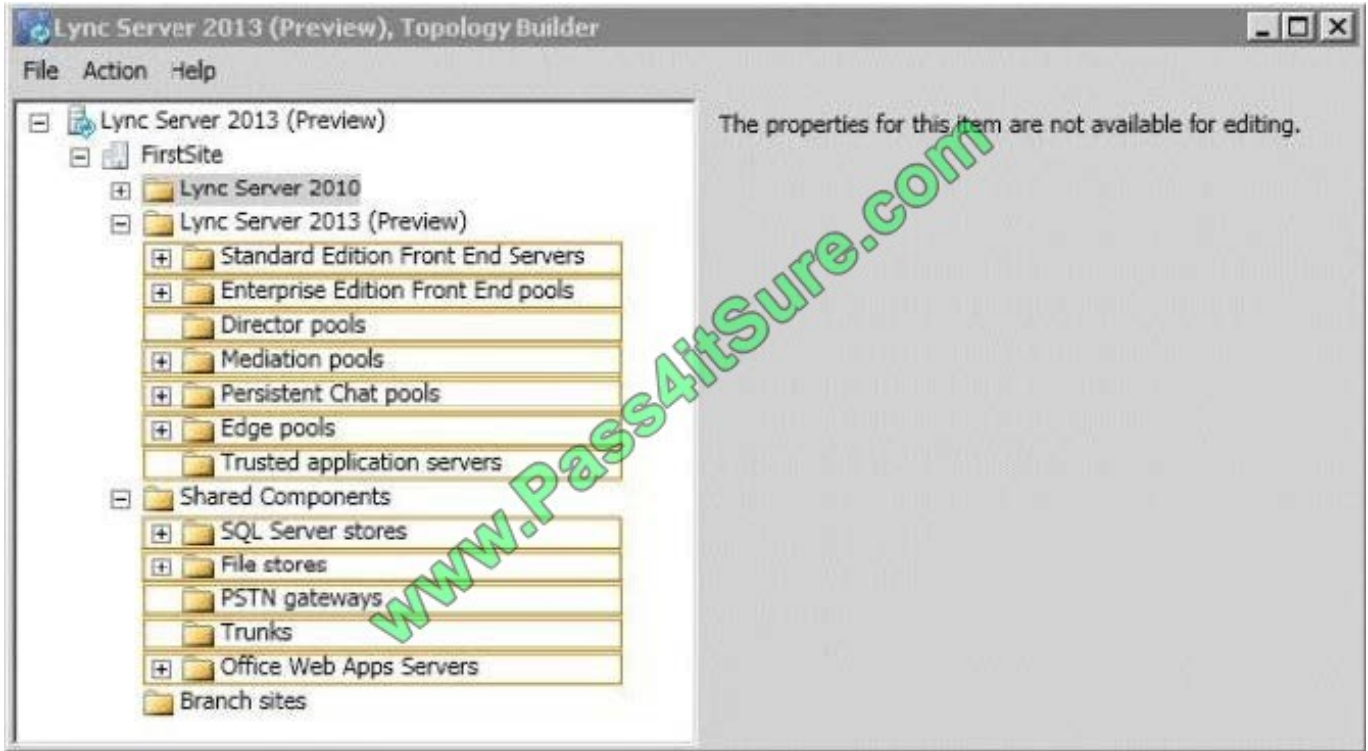 Lync Server 2013 (Preview), Topology Builder
File Action Help
Lync Server 2013 (Preview)
FirstSite
Lync Server 2010
Lync Server 2013 (Preview)
Standard Edition Front End Servers
Enterprise Edition Front End pools
Director pools
Mediation pools
Persistent Chat pools
Edge pools
Trusted application servers
Shared Components
SQL Server stores
File stores
PSTN gateways
Trunks
Office Web Apps Servers
Branch sites
The properties for this item are not available for editing.
www.Pass4itSure.com